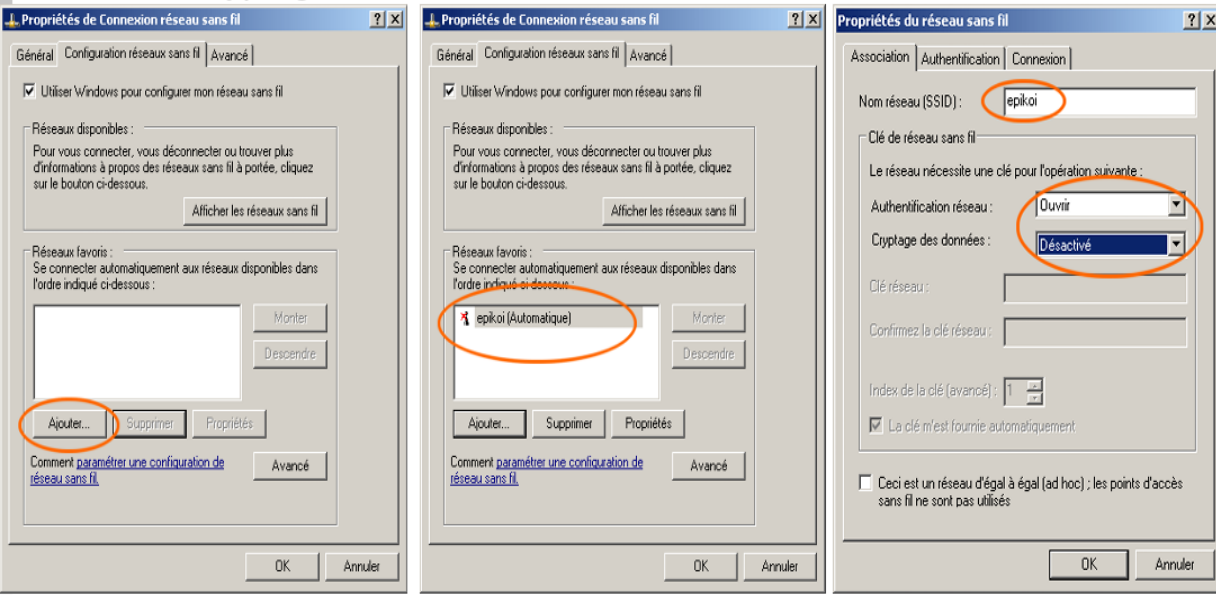 Propriétés de Connexion réseau sans fil
Général Configuration réseaux sans fil Avancé
Utiliser Windows pour configurer mon réseau sans fil
Réseaux disponibles :
Pour vous connecter, vous déconnecter ou trouver plus
d'informations à propos des réseaux sans fil à portée, cliquez
sur le bouton ci-dessous.
Afficher les réseaux sans fil
Réseaux favoris :
Se connecter automatiquement aux réseaux disponibles dans
l'ordre indiqué ci-dessous :
Monter
Descendre
Ajouter... Supprimer Propriétés
Comment paramétrer une configuration de
réseau sans fil.
Avancé
OK Annuler
Propriétés de Connexion réseau sans fil
Général Configuration réseaux sans fil Avancé
Utiliser Windows pour configurer mon réseau sans fil
Réseaux disponibles :
Pour vous connecter, vous déconnecter ou trouver plus
d'informations à propos des réseaux sans fil à portée, cliquez
sur le bouton ci-dessous.
Afficher les réseaux sans fil
Réseaux favoris :
Se connecter automatiquement aux réseaux disponibles dans
l'ordre indiqué ci-dessous :
epikoi (Automatique)
Monter
Descendre
Ajouter... Supprimer Propriétés
Comment paramétrer une configuration de
réseau sans fil.
Avancé
OK Annuler
Propriétés du réseau sans fil
Association Authentification Connexion
Nom réseau (SSID) : epikoi
Clé de réseau sans fil
Le réseau nécessite une clé pour l'opération suivante :
Authentification réseau : Ouvrir
Cryptage des données : Désactivé
Clé réseau :
Confirmez la clé réseau :
Index de la clé (avancé) : 1
La clé m'est fournie automatiquement
Ceci est un réseau d'égal à égal (ad hoc) ; les points d'accès
sans fil ne sont pas utilisés
OK Annuler